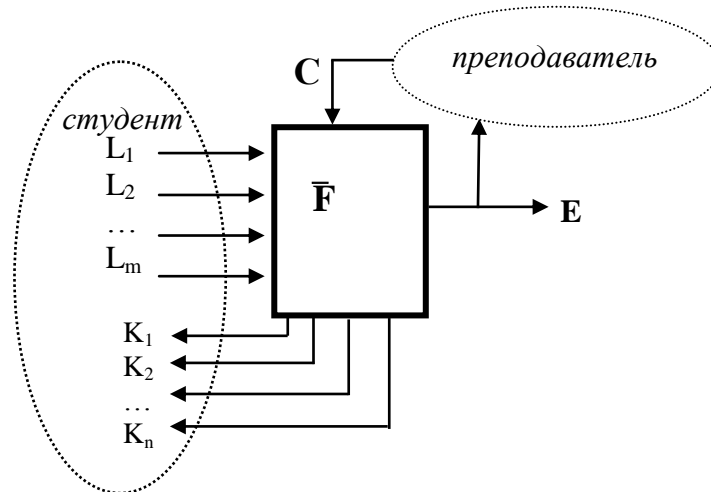 преподаватель
C
студент
L₁
L₂
…
Lₘ
F̅
E
K₁
K₂
…
Kₙ